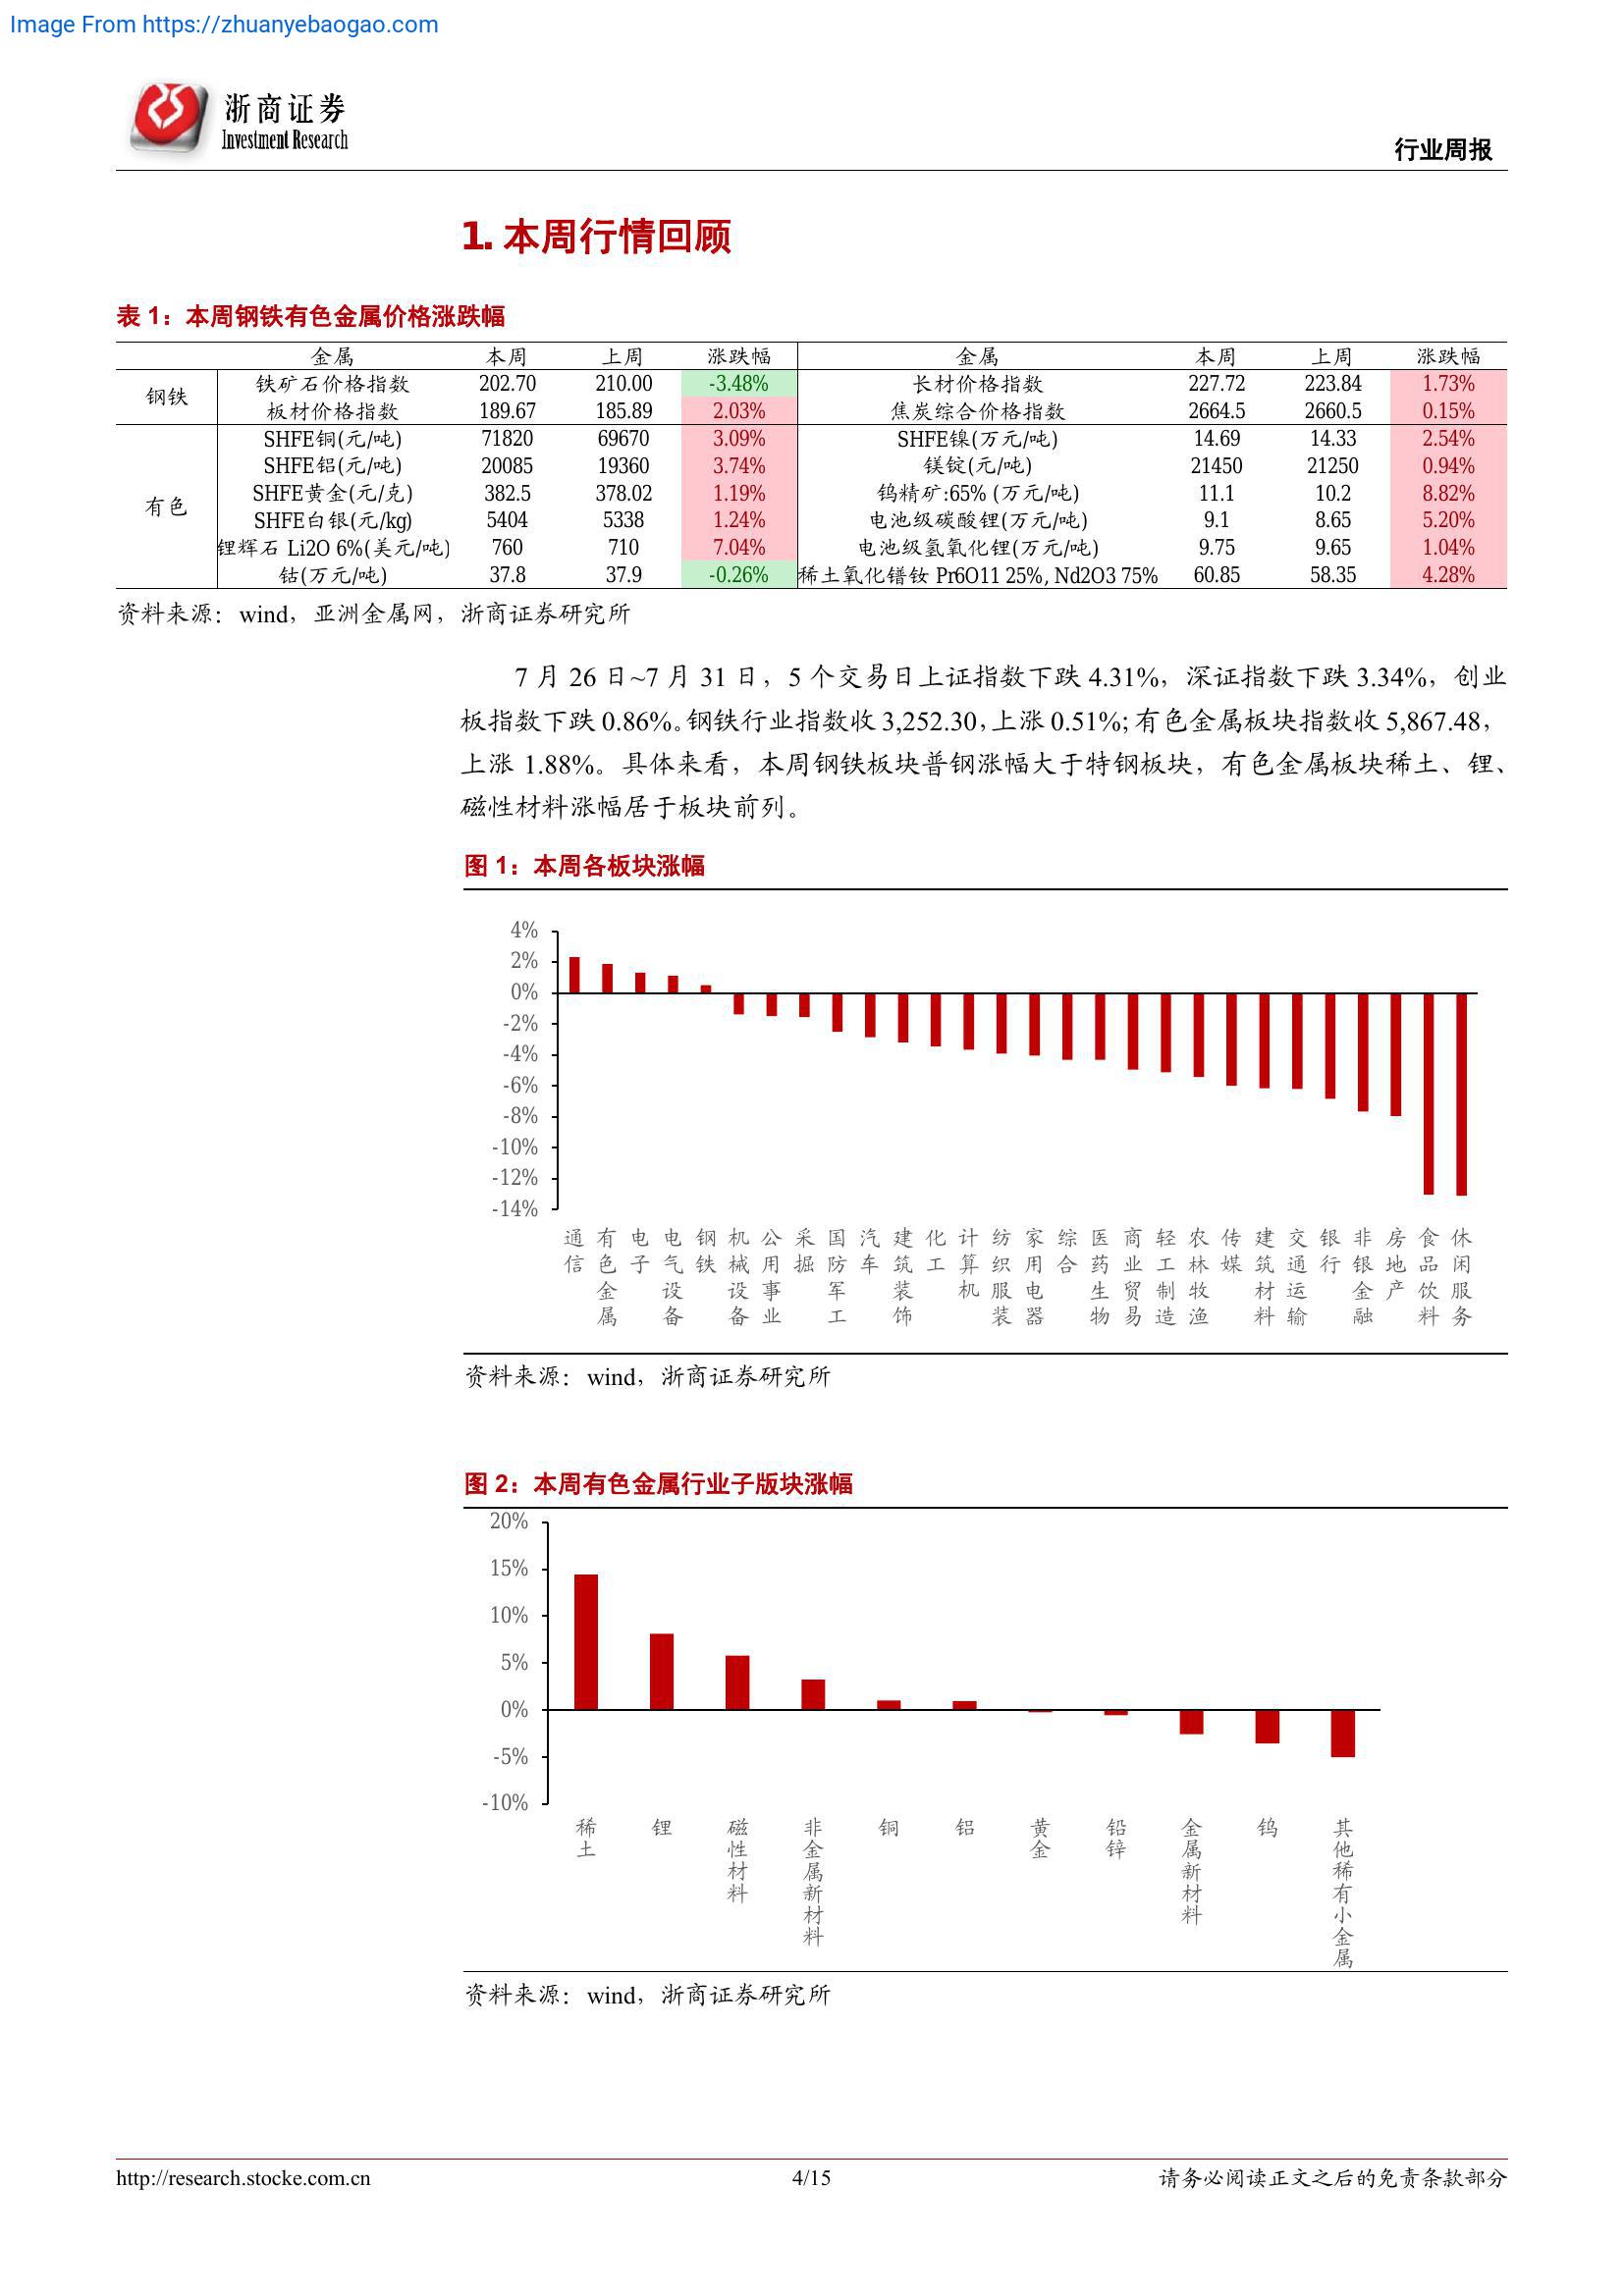 Image From https://zhuanyebaogao.com
浙商证券
Investment Research
行业周报
1. 本周行情回顾
表 1：本周钢铁有色金属价格涨跌幅
金属 本周 上周 涨跌幅 金属 本周 上周 涨跌幅
钢铁 铁矿石价格指数 202.70 210.00 -3.48% 长材价格指数 227.72 223.84 1.73%
板材价格指数 189.67 185.89 2.03% 焦炭综合价格指数 2664.5 2660.5 0.15%
有色 SHFE铜(元/吨) 71820 69670 3.09% SHFE镍(万元/吨) 14.69 14.33 2.54%
SHFE铝(元/吨) 20085 19360 3.74% 镁锭(元/吨) 21450 21250 0.94%
SHFE黄金(元/克) 382.5 378.02 1.19% 钨精矿:65% (万元/吨) 11.1 10.2 8.82%
SHFE白银(元/kg) 5404 5338 1.24% 电池级碳酸锂(万元/吨) 9.1 8.65 5.20%
锂辉石 Li2O 6%(美元/吨) 760 710 7.04% 电池级氢氧化锂(万元/吨) 9.75 9.65 1.04%
钴(万元/吨) 37.8 37.9 -0.26% 稀土氧化镨钕 Pr6O11 25%, Nd2O3 75% 60.85 58.35 4.28%
资料来源：wind，亚洲金属网，浙商证券研究所
7 月 26 日~7 月 31 日，5 个交易日上证指数下跌 4.31%，深证指数下跌 3.34%，创业
板指数下跌 0.86%。钢铁行业指数收 3,252.30，上涨 0.51%；有色金属板块指数收 5,867.48，
上涨 1.88%。具体来看，本周钢铁板块普钢涨幅大于特钢板块，有色金属板块稀土、锂、
磁性材料涨幅居于板块前列。
图 1：本周各板块涨幅
4%
2%
0%
-2%
-4%
-6%
-8%
-10%
-12%
-14%
通信 有色金属 电子 电气设备 钢铁 机械设备 公用事业 采掘 国防军工 汽车 建筑装饰 化工 计算机 纺织服装 家用电器 综合 医药生物 商业贸易 轻工制造 农林牧渔 传媒 建筑材料 交通运输 银行 非银金融 房地产 食品饮料 休闲服务
资料来源：wind，浙商证券研究所
图 2：本周有色金属行业子版块涨幅
20%
15%
10%
5%
0%
-5%
-10%
稀土 锂 磁性材料 非金属新材料 铜 铝 黄金 铅锌 金属新材料 钨 其他稀有小金属
资料来源：wind，浙商证券研究所
http://research.stocke.com.cn 4/15 请务必阅读正文之后的免责条款部分